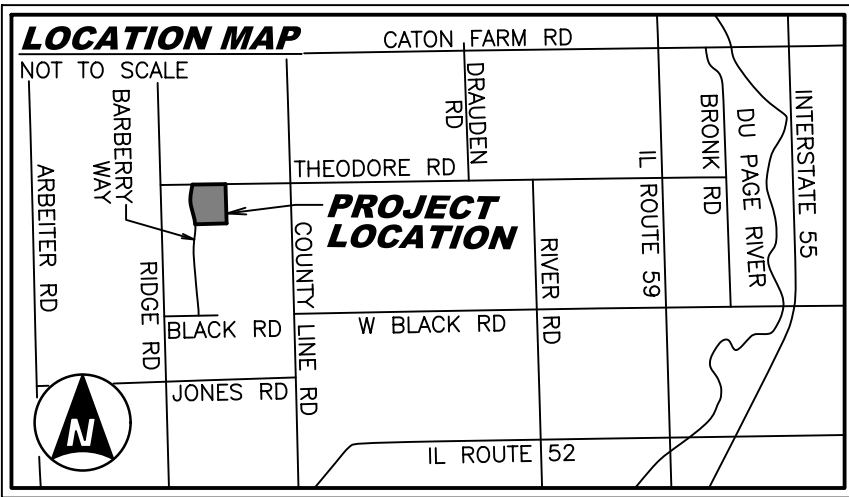 LOCATION MAP
NOT TO SCALE
CATON FARM RD
DRAUDEN
RD
BARBERRY
WAY
ARBEITER RD
THEODORE RD
IL ROUTE 59
BRONK RD
DU PAGE RIVER
INTERSTATE 55
PROJECT
LOCATION
RIDGE RD
COUNTY LINE RD
RIVER RD
BLACK RD
W BLACK RD
JONES RD
N
IL ROUTE 52